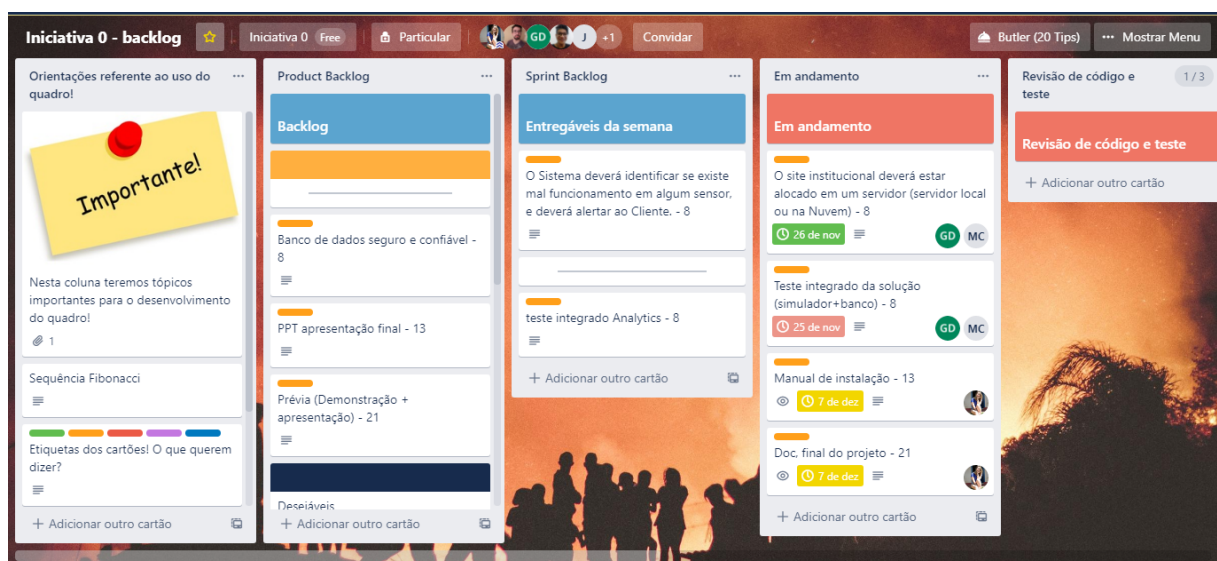 Iniciativa 0 - backlog
Iniciativa 0 Free
Particular
GD
J
+1
Convidar
Butler (20 Tips)
Mostrar Menu
Orientações referente ao uso do
quadro!
Importante!
Nesta coluna teremos tópicos
importantes para o desenvolvimento
do quadro!
1
Sequência Fibonacci
Etiquetas dos cartões! O que querem
dizer?
+ Adicionar outro cartão
Product Backlog
Backlog
Banco de dados seguro e confiável -
8
PPT apresentação final - 13
Prévia (Demonstração +
apresentação) - 21
Desejáveis
+ Adicionar outro cartão
Sprint Backlog
Entregáveis da semana
O Sistema deverá identificar se existe
mal funcionamento em algum sensor,
e deverá alertar ao Cliente. - 8
teste integrado Analytics - 8
+ Adicionar outro cartão
Em andamento
Em andamento
O site institucional deverá estar
alocado em um servidor (servidor local
ou na Nuvem) - 8
26 de nov
GD MC
Teste integrado da solução
(simulador+banco) - 8
25 de nov
GD MC
Manual de instalação - 13
7 de dez
Doc, final do projeto - 21
7 de dez
+ Adicionar outro cartão
Revisão de código e
teste
1/3
Revisão de código e teste
+ Adicionar outro cartão